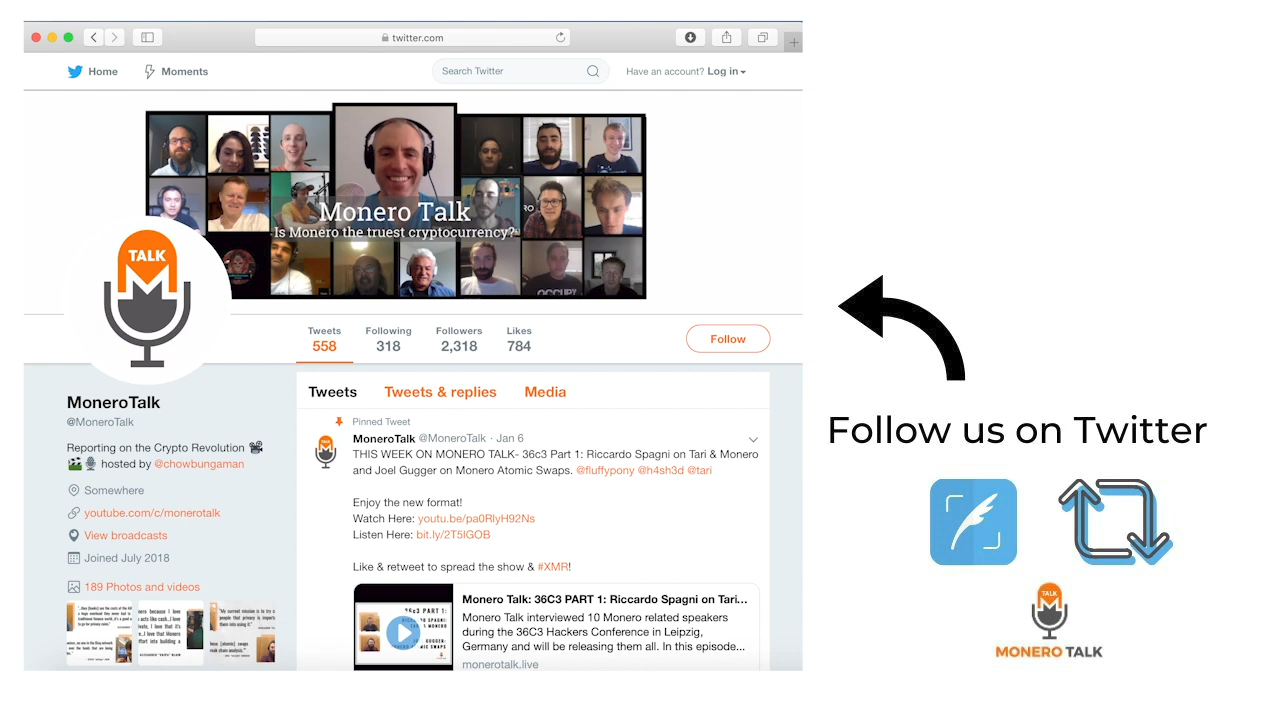 twitter.com
Home
Moments
Search Twitter
Have an account? Log in
Monero Talk
Is Monero the truest cryptocurrency?
TALK
Tweets
558
Following
318
Followers
2,318
Likes
784
Follow
MoneroTalk
@MoneroTalk
Reporting on the Crypto Revolution
hosted by @chowbungaman
Somewhere
youtube.com/c/monerotalk
View broadcasts
Joined July 2018
189 Photos and videos
Tweets
Tweets & replies
Media
Pinned Tweet
MoneroTalk @MoneroTalk · Jan 6
THIS WEEK ON MONERO TALK- 36c3 Part 1: Riccardo Spagni on Tari & Monero
and Joel Gugger on Monero Atomic Swaps. @fluffypony @h4sh3d @tari
Enjoy the new format!
Watch Here: youtu.be/pa0RlyH92Ns
Listen Here: bit.ly/2T5IGOB
Like & retweet to spread the show & #XMR!
36C3 PART 1:
Monero Talk: 36C3 PART 1: Riccardo Spagni on Tari...
Monero Talk interviewed 10 Monero related speakers
during the 36C3 Hackers Conference in Leipzig,
Germany and will be releasing them all. In this episode...
monerotalk.live
Follow us on Twitter
TALK
MONERO TALK